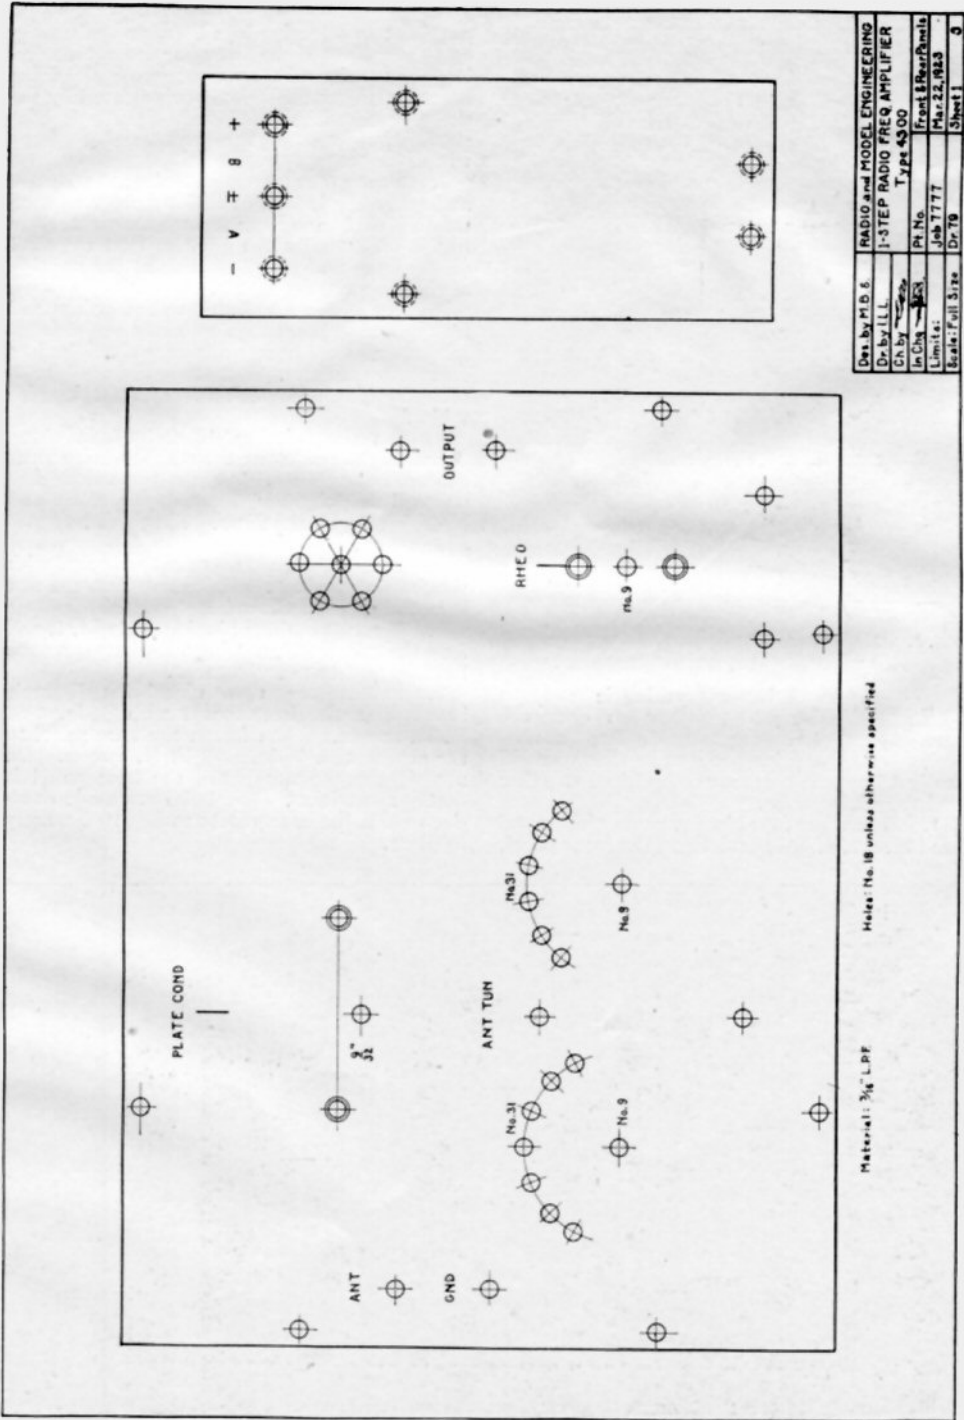 PLATE COND
9"
32
ANT
GND
ANT TUN
No.31
No.9
No.31
No.9
OUTPUT
RHEO
No.9
- A ± B +
Material: 3/16" L.P.F.
Holes: No. 18 unless otherwise specified
Des. by M.B.S.
RADIO and MODEL ENGINEERING
Dr. by L.L.L.
1-STEP RADIO FREQ. AMPLIFIER
Type 4300
Ch. by
In Chg
Pt. No.
Front & Rear Panels
Limits:
Job 7777
Mar. 22, 1923
Scale: Full Size
Dr. 79
Sheet 1
3